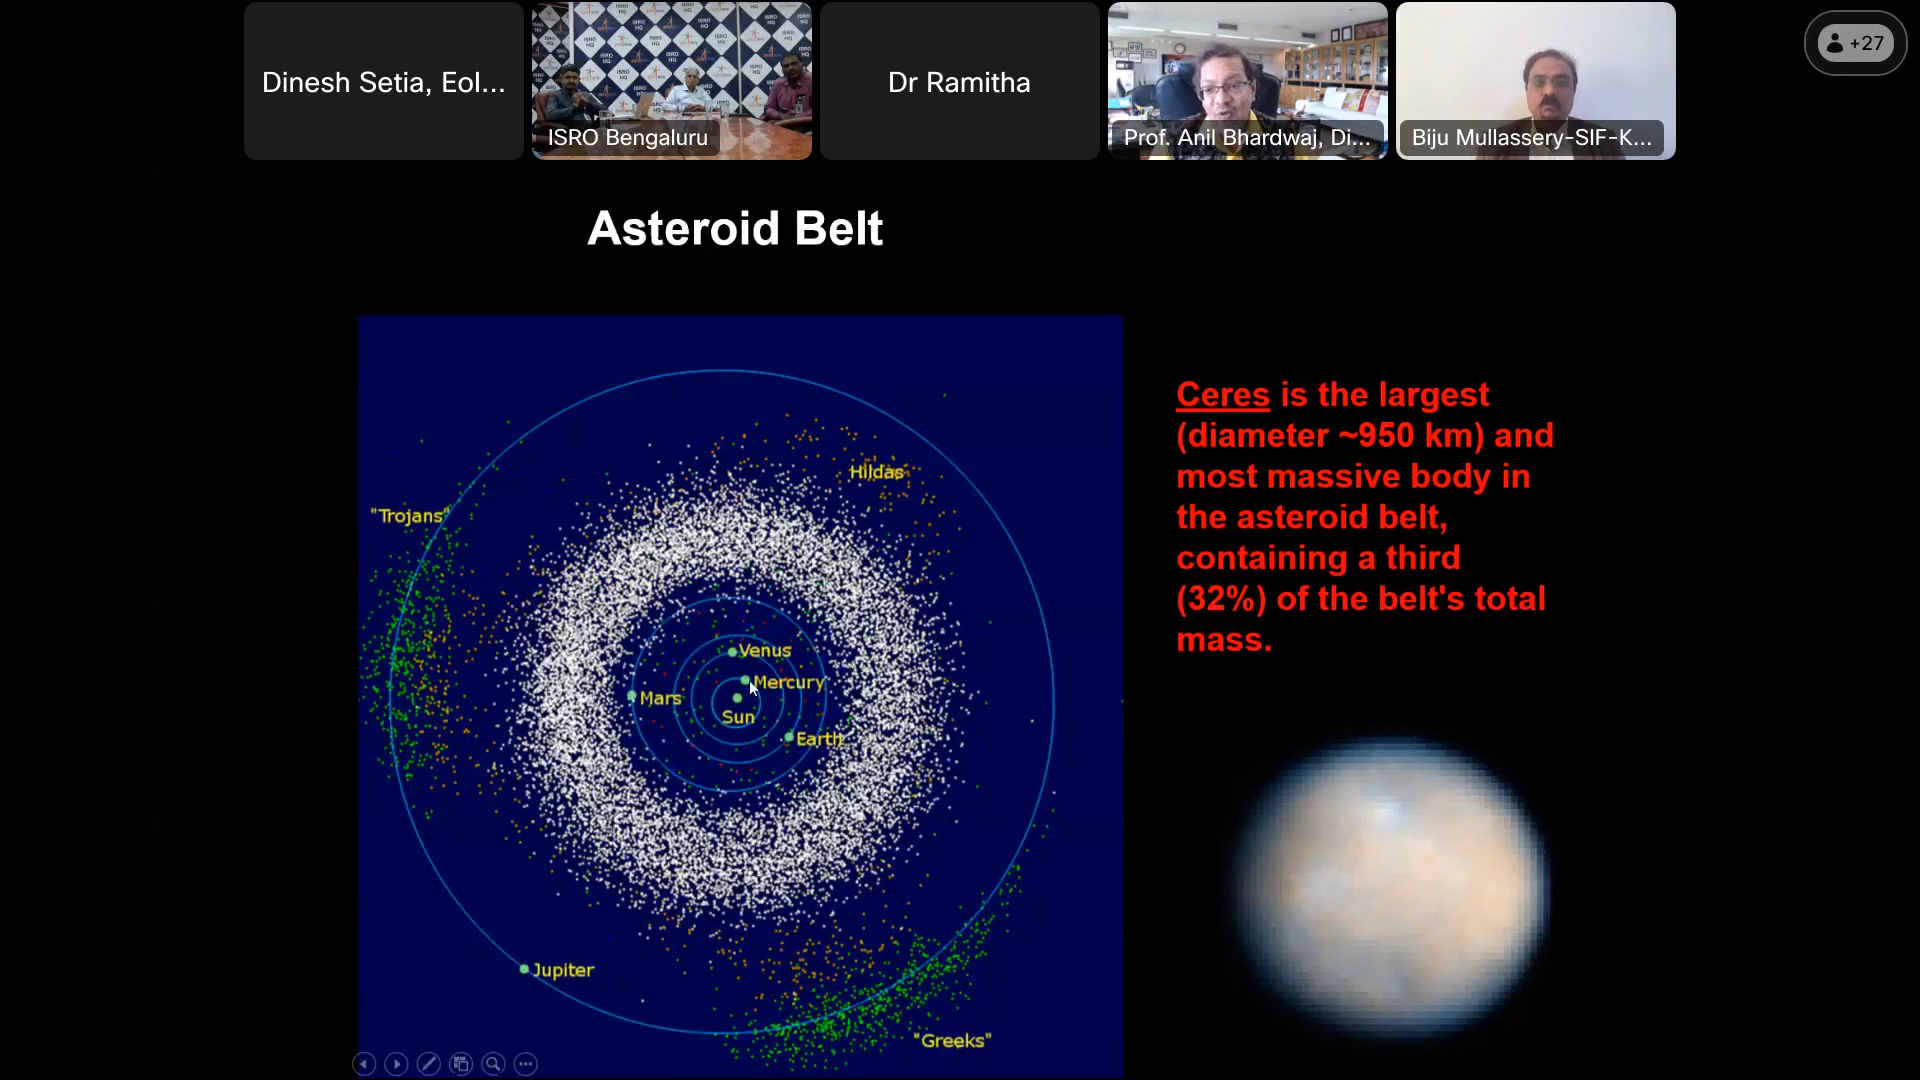 Dinesh Setia, Eol...
ISRO Bengaluru
Dr Ramitha
Prof. Anil Bhardwaj, Di...
Biju Mullassery-SIF-K...
+27
Asteroid Belt
Ceres is the largest
(diameter ~950 km) and
most massive body in
the asteroid belt,
containing a third
(32%) of the belt's total
mass.
Hildas
"Trojans"
Venus
Mercury
Mars
Sun
Earth
Jupiter
"Greeks"